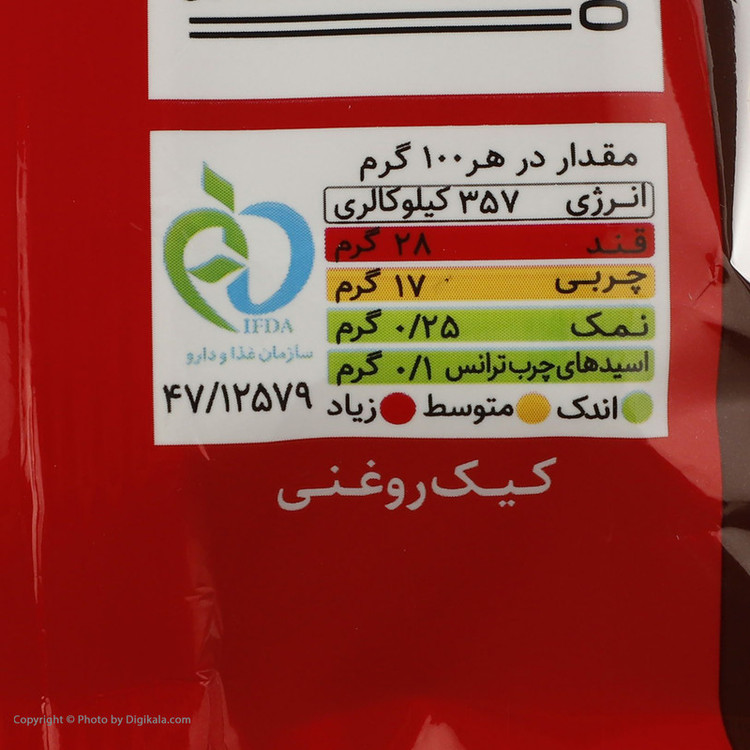 مقدار در هر ۱۰۰ گرم
انرژی ۳۵۷ کیلوکالری
قند ۲۸ گرم
چربی ۱۷ گرم
نمک ۰/۲۵ گرم
اسیدهای چرب ترانس ۰/۱ گرم
اندک متوسط زیاد
IFDA
سازمان غذا و دارو
۴۷/۱۲۵۷۹
کیک روغنی
Copyright © Photo by Digikala.com